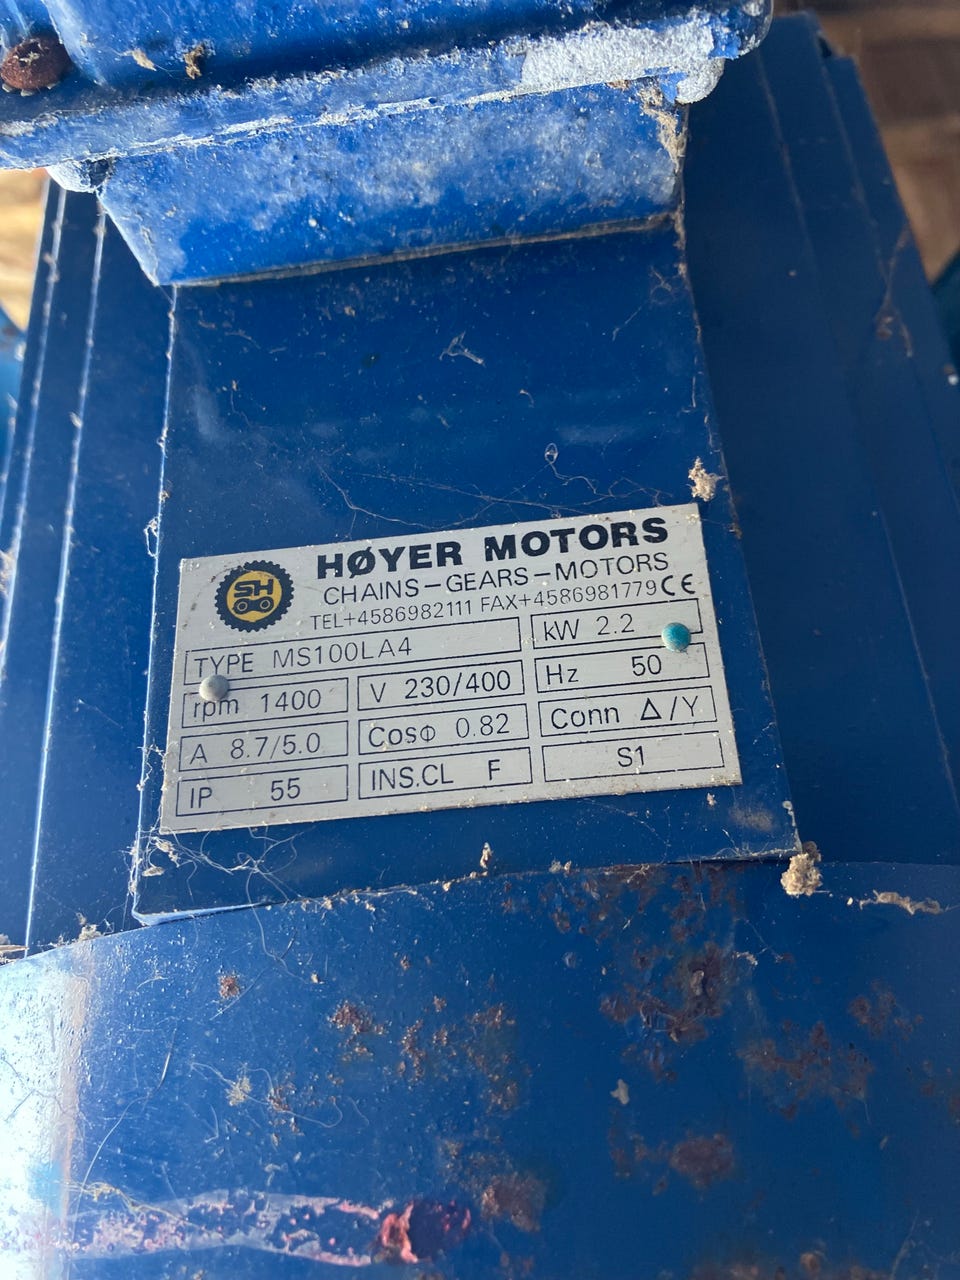 SH
HØYER MOTORS
CHAINS-GEARS-MOTORS
TEL+4586982111 FAX+4586981779 CE
TYPE MS100LA4 kW 2.2
rpm 1400 V 230/400 Hz 50
A 8.7/5.0 CosΦ 0.82 Conn Δ/Y
IP 55 INS.CL F S1